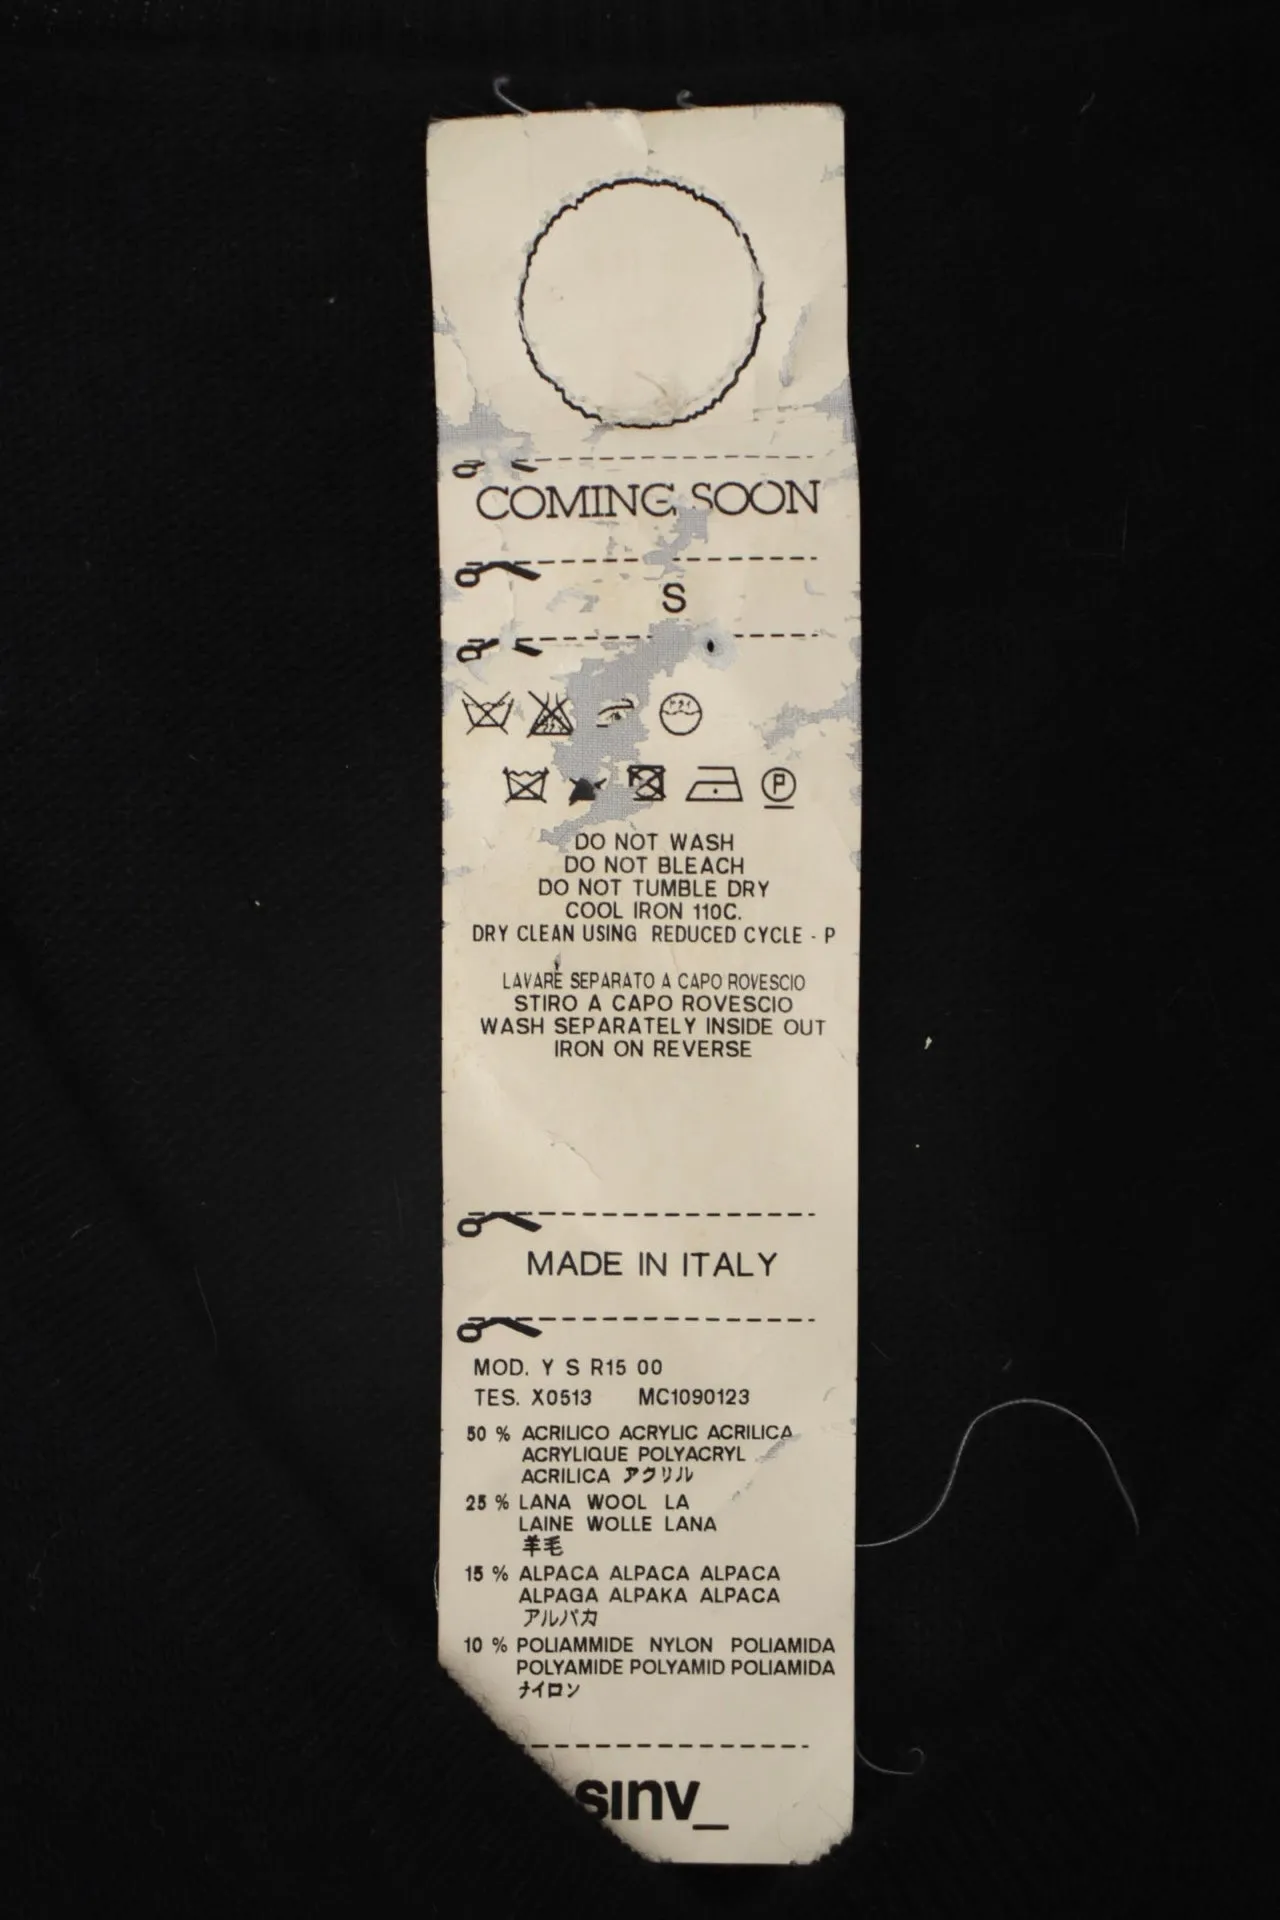 COMING SOON
S
P
DO NOT WASH
DO NOT BLEACH
DO NOT TUMBLE DRY
COOL IRON 110C.
DRY CLEAN USING REDUCED CYCLE - P
LAVARE SEPARATO A CAPO ROVESCIO
STIRO A CAPO ROVESCIO
WASH SEPARATELY INSIDE OUT
IRON ON REVERSE
MADE IN ITALY
MOD. Y S R15 00
TES. X0513 MC1090123
50 % ACRILICO ACRYLIC ACRILICA
ACRYLIQUE POLYACRYL
ACRILICA アクリル
25 % LANA WOOL LA
LAINE WOLLE LANA
羊毛
15 % ALPACA ALPACA ALPACA
ALPAGA ALPAKA ALPACA
アルパカ
10 % POLIAMMIDE NYLON POLIAMIDA
POLYAMIDE POLYAMID POLIAMIDA
ナイロン
sınv_